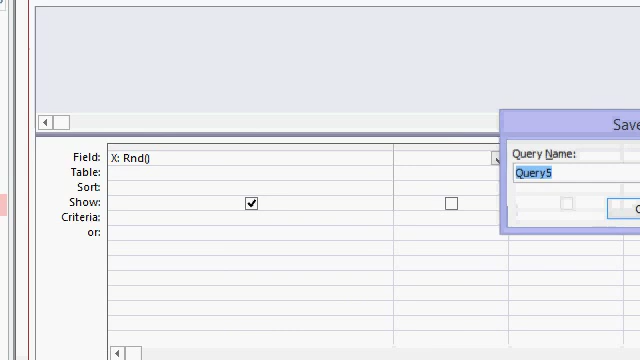 Field: X: Rnd()
Table:
Sort:
Show:
Criteria:
or:
Save
Query Name:
Query5